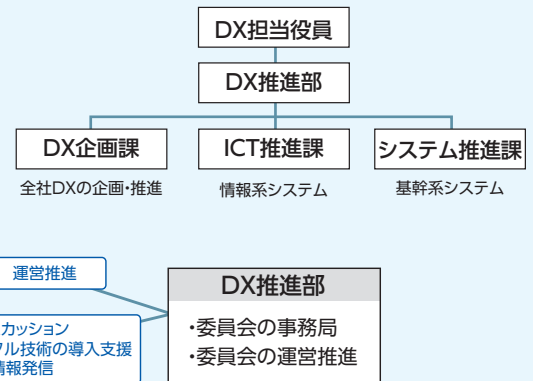 DX担当役員
DX推進部
DX企画課
ICT推進課
システム推進課
全社DXの企画・推進
情報系システム
基幹系システム
運営推進
カッション
ル技術の導入支援
情報発信
DX推進部
・委員会の事務局
・委員会の運営推進